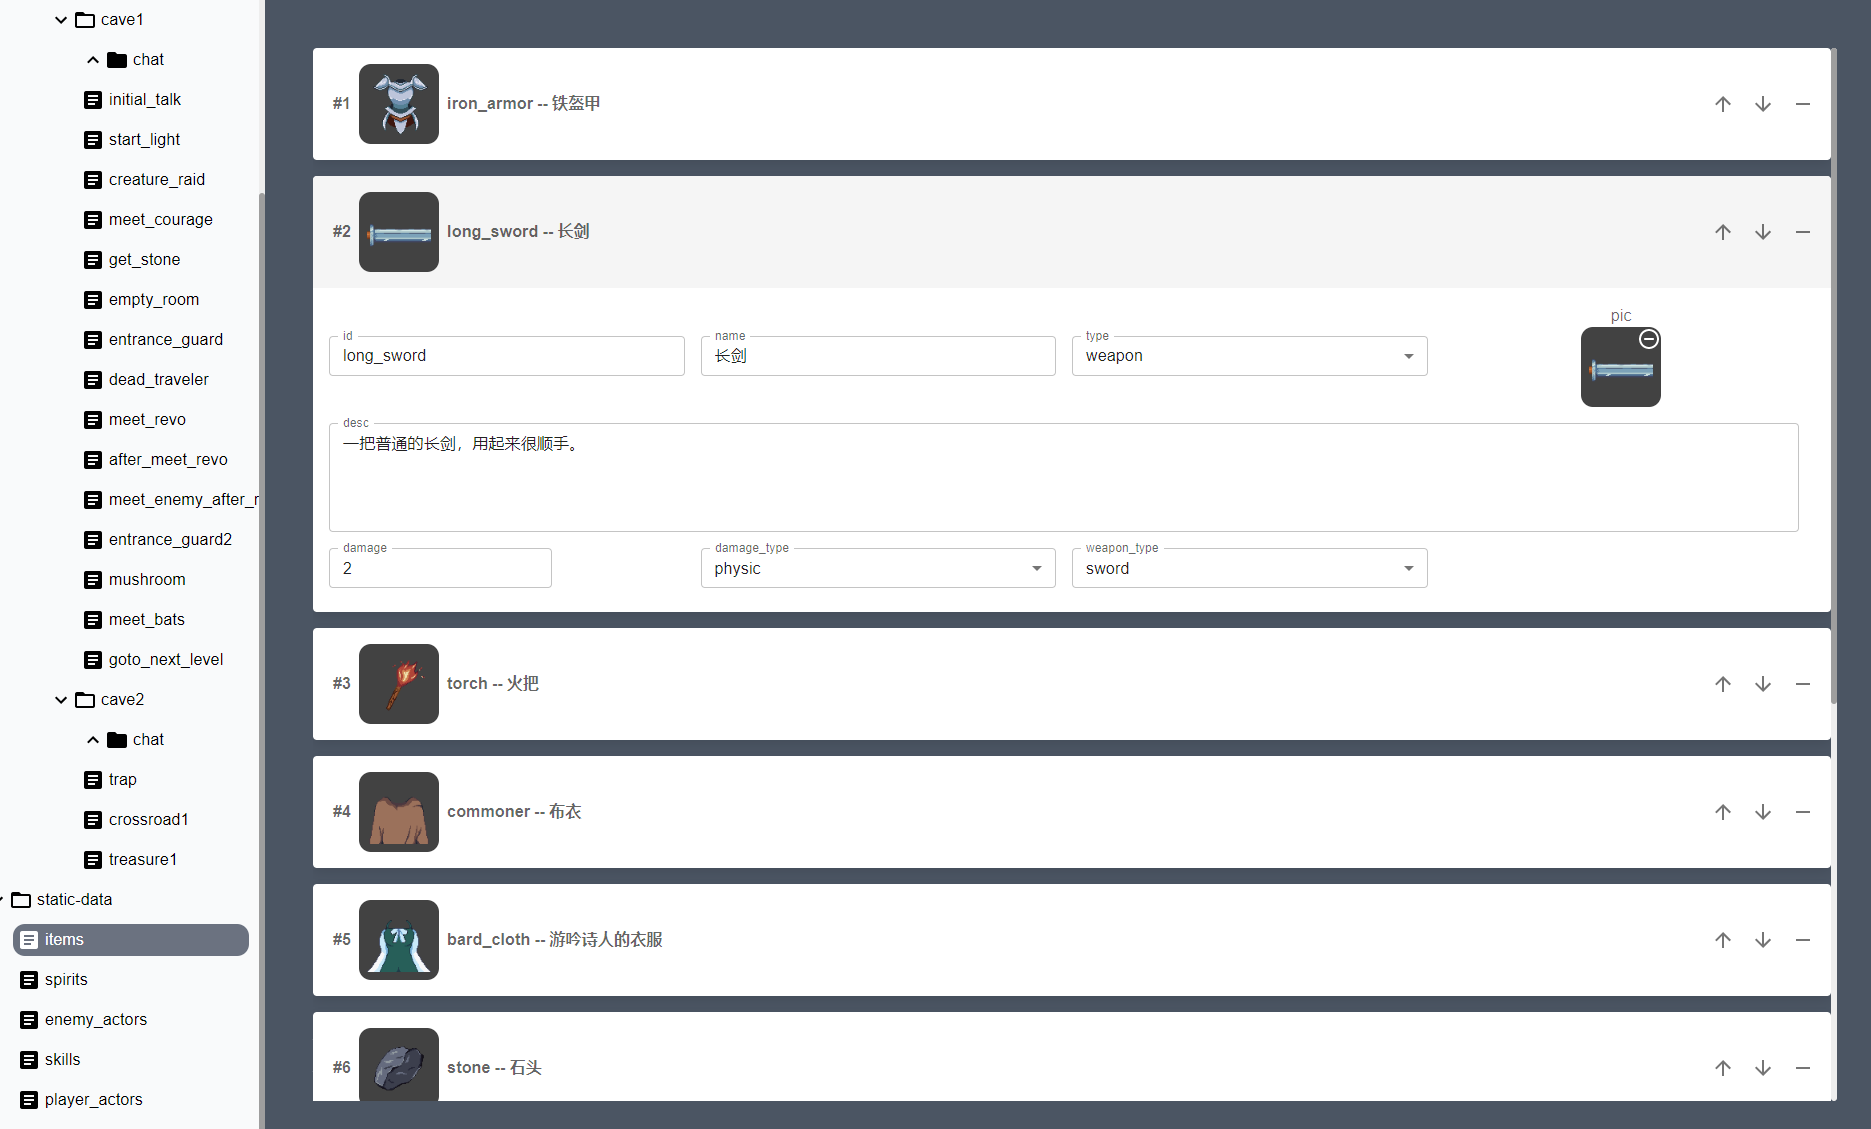 cave1
chat
initial_talk
start_light
creature_raid
meet_courage
get_stone
empty_room
entrance_guard
dead_traveler
meet_revo
after_meet_revo
meet_enemy_after_r
entrance_guard2
mushroom
meet_bats
goto_next_level
cave2
chat
trap
crossroad1
treasure1
static-data
items
spirits
enemy_actors
skills
player_actors
#1 iron_armor -- 铁盔甲
#2 long_sword -- 长剑
id
long_sword
name
长剑
type
weapon
pic
desc
一把普通的长剑，用起来很顺手。
damage
2
damage_type
physic
weapon_type
sword
#3 torch -- 火把
#4 commoner -- 布衣
#5 bard_cloth -- 游吟诗人的衣服
#6 stone -- 石头